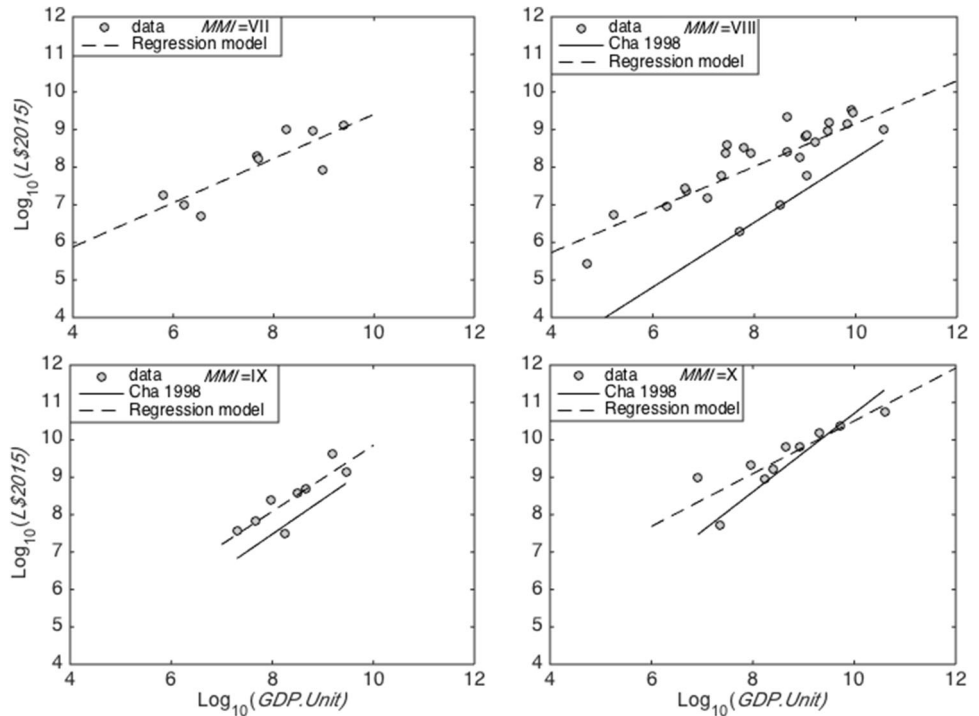 data MMI=VII
Regression model
12
11
10
9
8
7
6
5
4
Log10(L$2015)
4 6 8 10 12
data MMI=VIII
Cha 1998
Regression model
12
11
10
9
8
7
6
5
4
4 6 8 10 12
data MMI=IX
Cha 1998
Regression model
12
11
10
9
8
7
6
5
4
Log10(L$2015)
4 6 8 10 12
Log10(GDP.Unit)
data MMI=X
Cha 1998
Regression model
12
11
10
9
8
7
6
5
4
4 6 8 10 12
Log10(GDP.Unit)